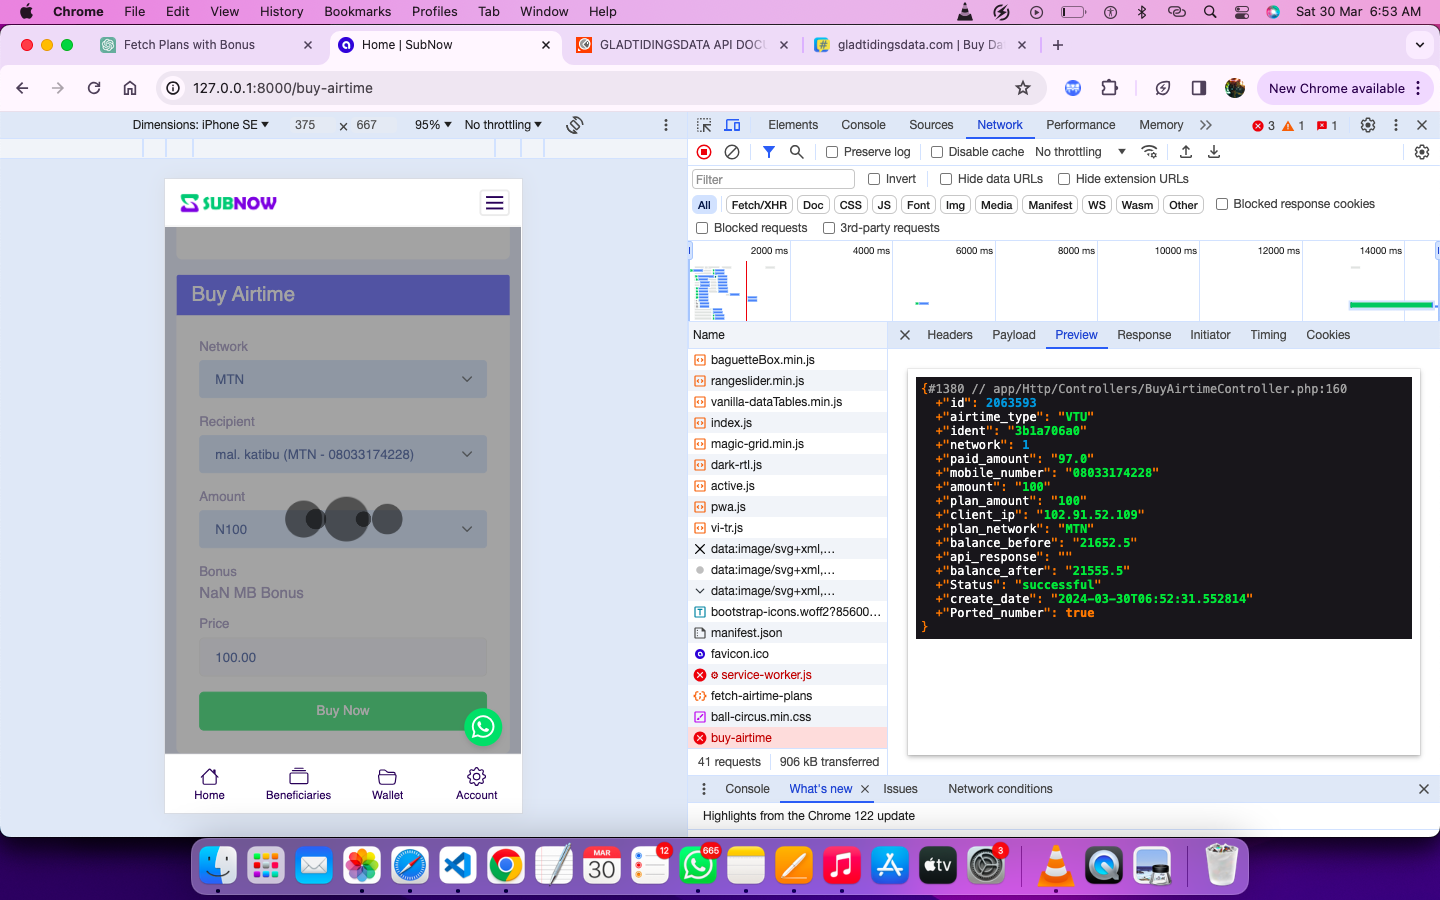 Chrome File Edit View History Bookmarks Profiles Tab Window Help Sat 30 Mar 6:53 AM
Fetch Plans with Bonus
Home | SubNow
GLADTIDINGSDATA API DOCU
gladtidingsdata.com | Buy Da
127.0.0.1:8000/buy-airtime
New Chrome available
Dimensions: iPhone SE 375 × 667 95% No throttling
Elements Console Sources Network Performance Memory 3 1 1
Preserve log Disable cache No throttling
Filter Invert Hide data URLs Hide extension URLs
All Fetch/XHR Doc CSS JS Font Img Media Manifest WS Wasm Other Blocked response cookies
Blocked requests 3rd-party requests
2000 ms 4000 ms 6000 ms 8000 ms 10000 ms 12000 ms 14000 ms
SUBNOW
Buy Airtime
Network
MTN
Recipient
mal. katibu (MTN - 08033174228)
Amount
N100
Bonus
NaN MB Bonus
Price
100.00
Buy Now
Home Beneficiaries Wallet Account
Name
baguetteBox.min.js
rangeslider.min.js
vanilla-dataTables.min.js
index.js
magic-grid.min.js
dark-rtl.js
active.js
pwa.js
vi-tr.js
data:image/svg+xml,…
data:image/svg+xml,…
data:image/svg+xml,…
bootstrap-icons.woff2?85600…
manifest.json
favicon.ico
service-worker.js
fetch-airtime-plans
ball-circus.min.css
buy-airtime
41 requests 906 kB transferred
Headers Payload Preview Response Initiator Timing Cookies
{#1380 // app/Http/Controllers/BuyAirtimeController.php:160
+"id": 2063593
+"airtime_type": "VTU"
+"ident": "3b1a706a0"
+"network": 1
+"paid_amount": "97.0"
+"mobile_number": "08033174228"
+"amount": "100"
+"plan_amount": "100"
+"client_ip": "102.91.52.109"
+"plan_network": "MTN"
+"balance_before": "21652.5"
+"api_response": ""
+"balance_after": "21555.5"
+"Status": "successful"
+"create_date": "2024-03-30T06:52:31.552814"
+"Ported_number": true
}
Console What's new Issues Network conditions
Highlights from the Chrome 122 update
MAR
30
12
665
tv
3